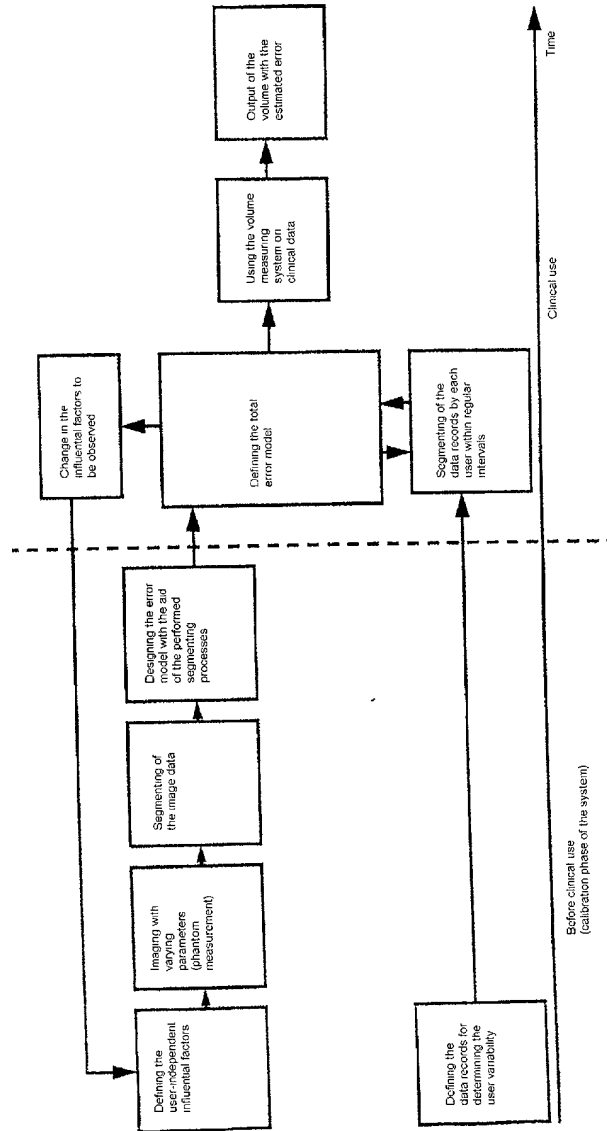 Defining the
user-independent
influential factors
Imaging with
varying
parameters
(phantom
measurement)
Segmenting of
the image data
Designing the error
model with the aid
of the performed
segmenting
processes
Change in the
influential factors to
be observed
Defining the total
error model
Using the volume
measuring
system on
clinical data
Output of the
volume with the
estimated error
Defining the
data records for
determining the
user variability
Segmenting of the
data records by each
user within regular
intervals
Before clinical use
(calibration phase of the system)
Clinical use
Time